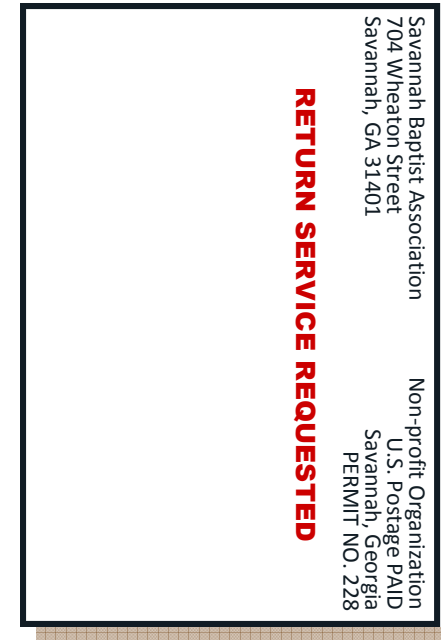 Savannah Baptist Association
704 Wheaton Street
Savannah, GA 31401
Non-profit Organization
U.S. Postage PAID
Savannah, Georgia
PERMIT NO. 228
RETURN SERVICE REQUESTED